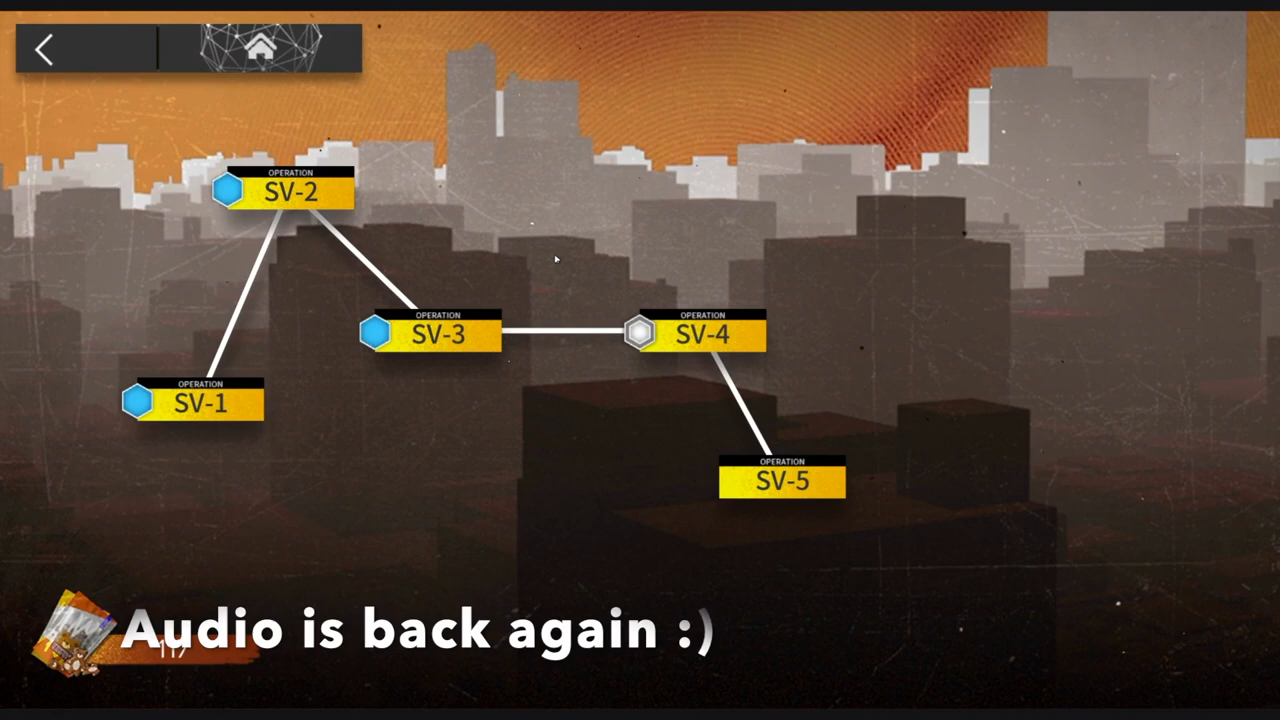 OPERATION
SV-2
OPERATION
SV-3
OPERATION
SV-4
OPERATION
SV-1
OPERATION
SV-5
Audio is back again :)